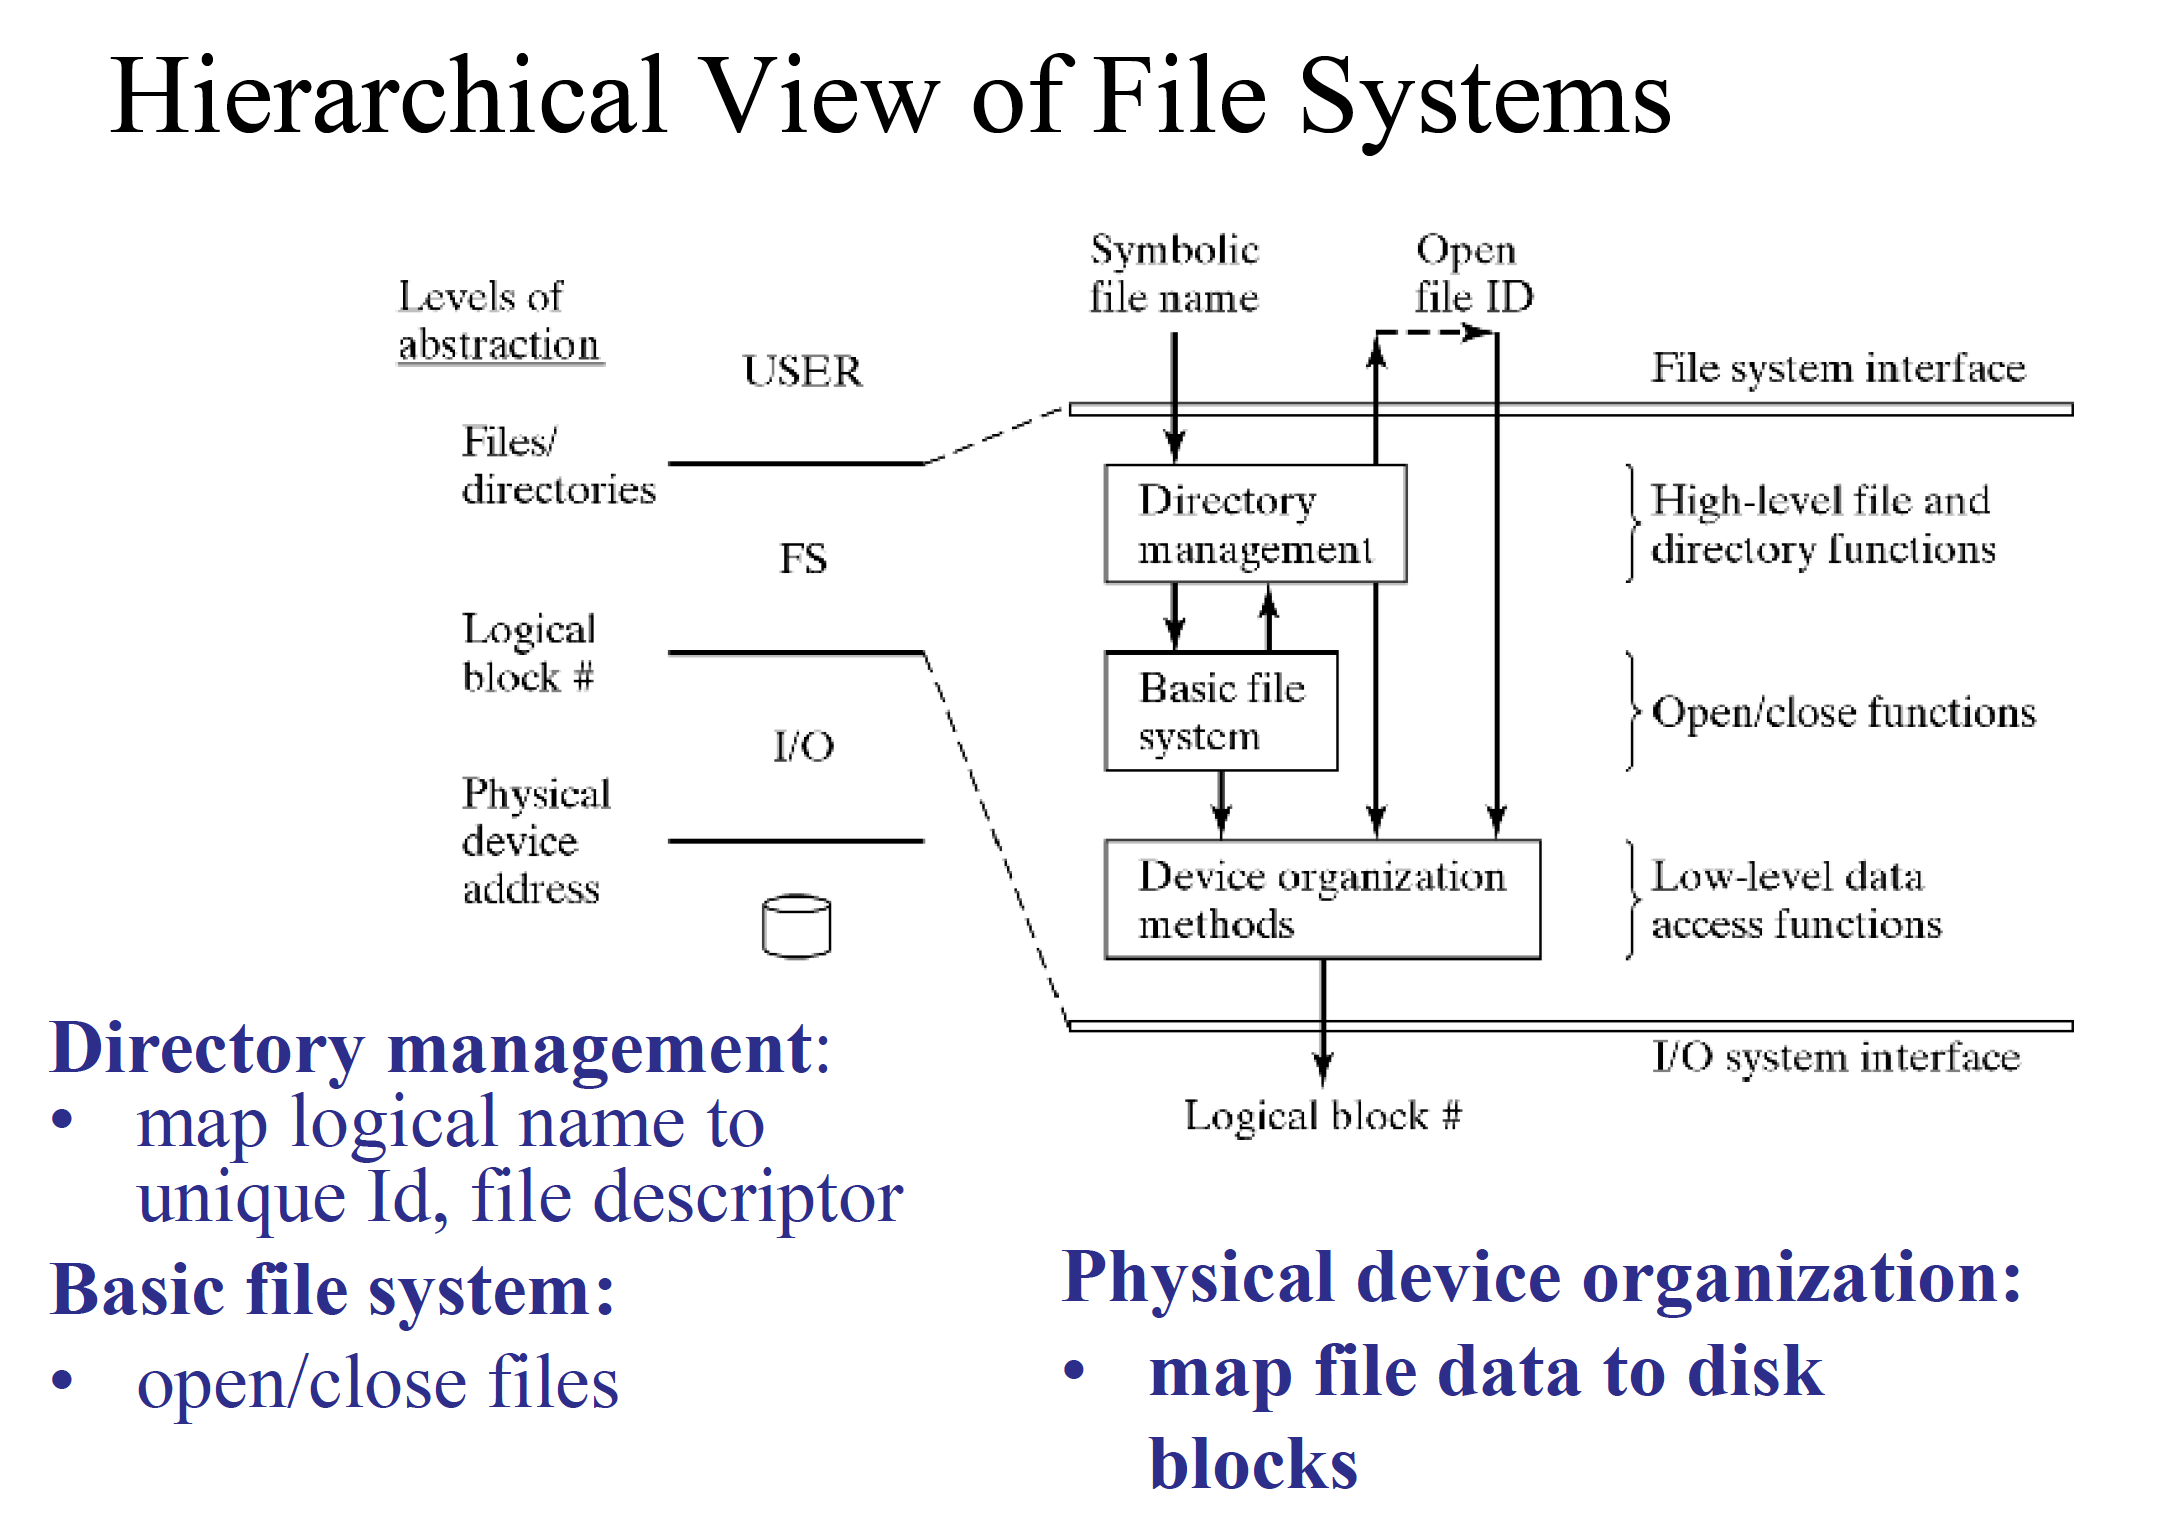 Hierarchical View of File Systems
Levels of
abstraction
USER
Files/
directories
FS
Logical
block #
I/O
Physical
device
address
Symbolic
file name
Open
file ID
File system interface
Directory
management
High-level file and
directory functions
Basic file
system
Open/close functions
Device organization
methods
Low-level data
access functions
I/O system interface
Logical block #
Directory management:
• map logical name to
unique Id, file descriptor
Basic file system:
• open/close files
Physical device organization:
• map file data to disk
blocks